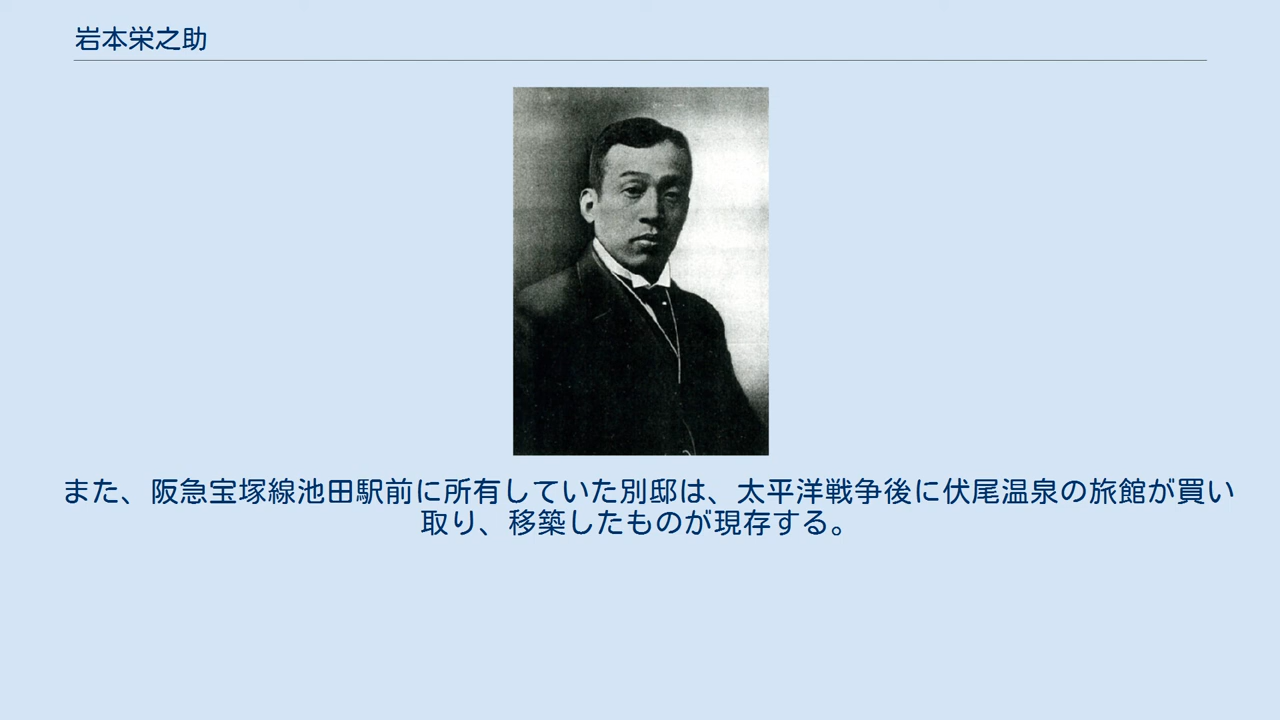 岩本栄之助
また、阪急宝塚線池田駅前に所有していた別邸は、太平洋戦争後に伏尾温泉の旅館が買い
取り、移築したものが現存する。